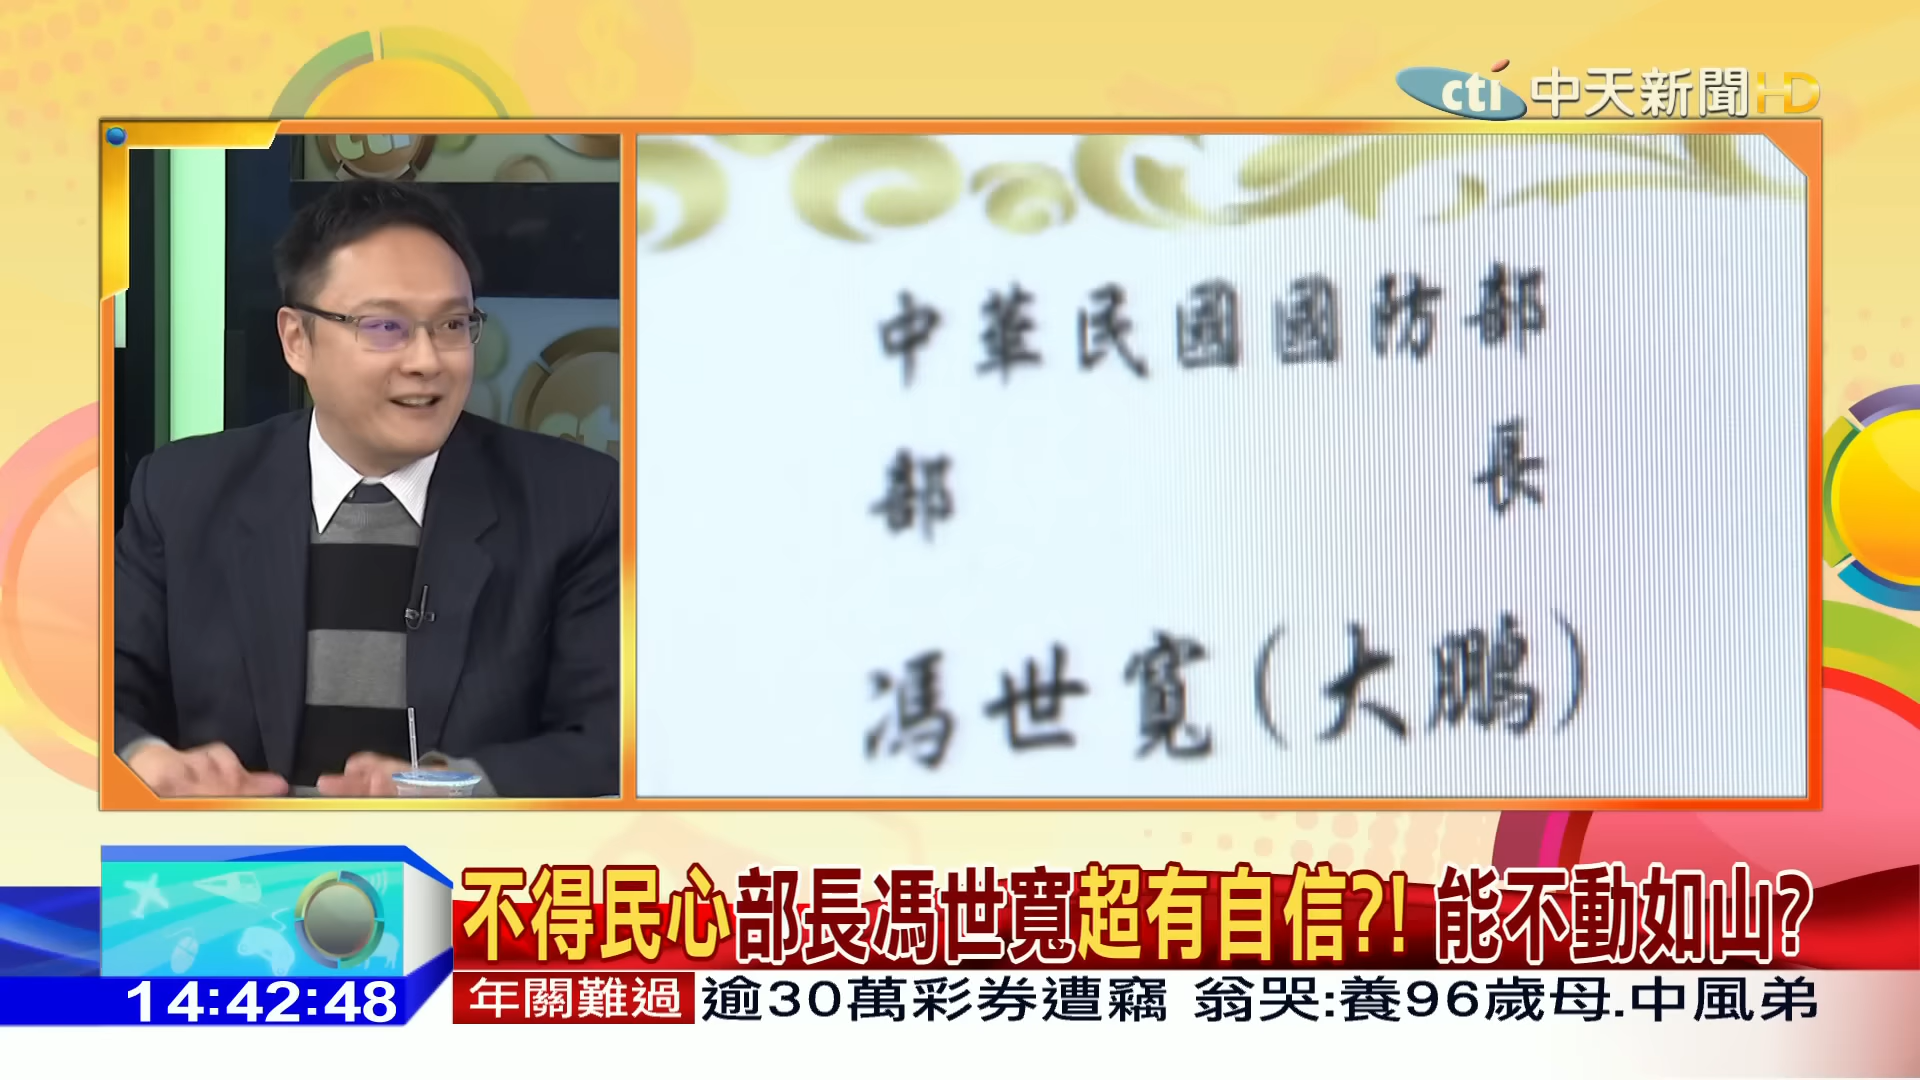 cti 中天新聞HD
中華民國國防部
部長
馮世寬(大鵬)
不得民心部長馮世寬超有自信?! 能不動如山?
14:42:48
年關難過 逾30萬彩券遭竊 翁哭:養96歲母.中風弟